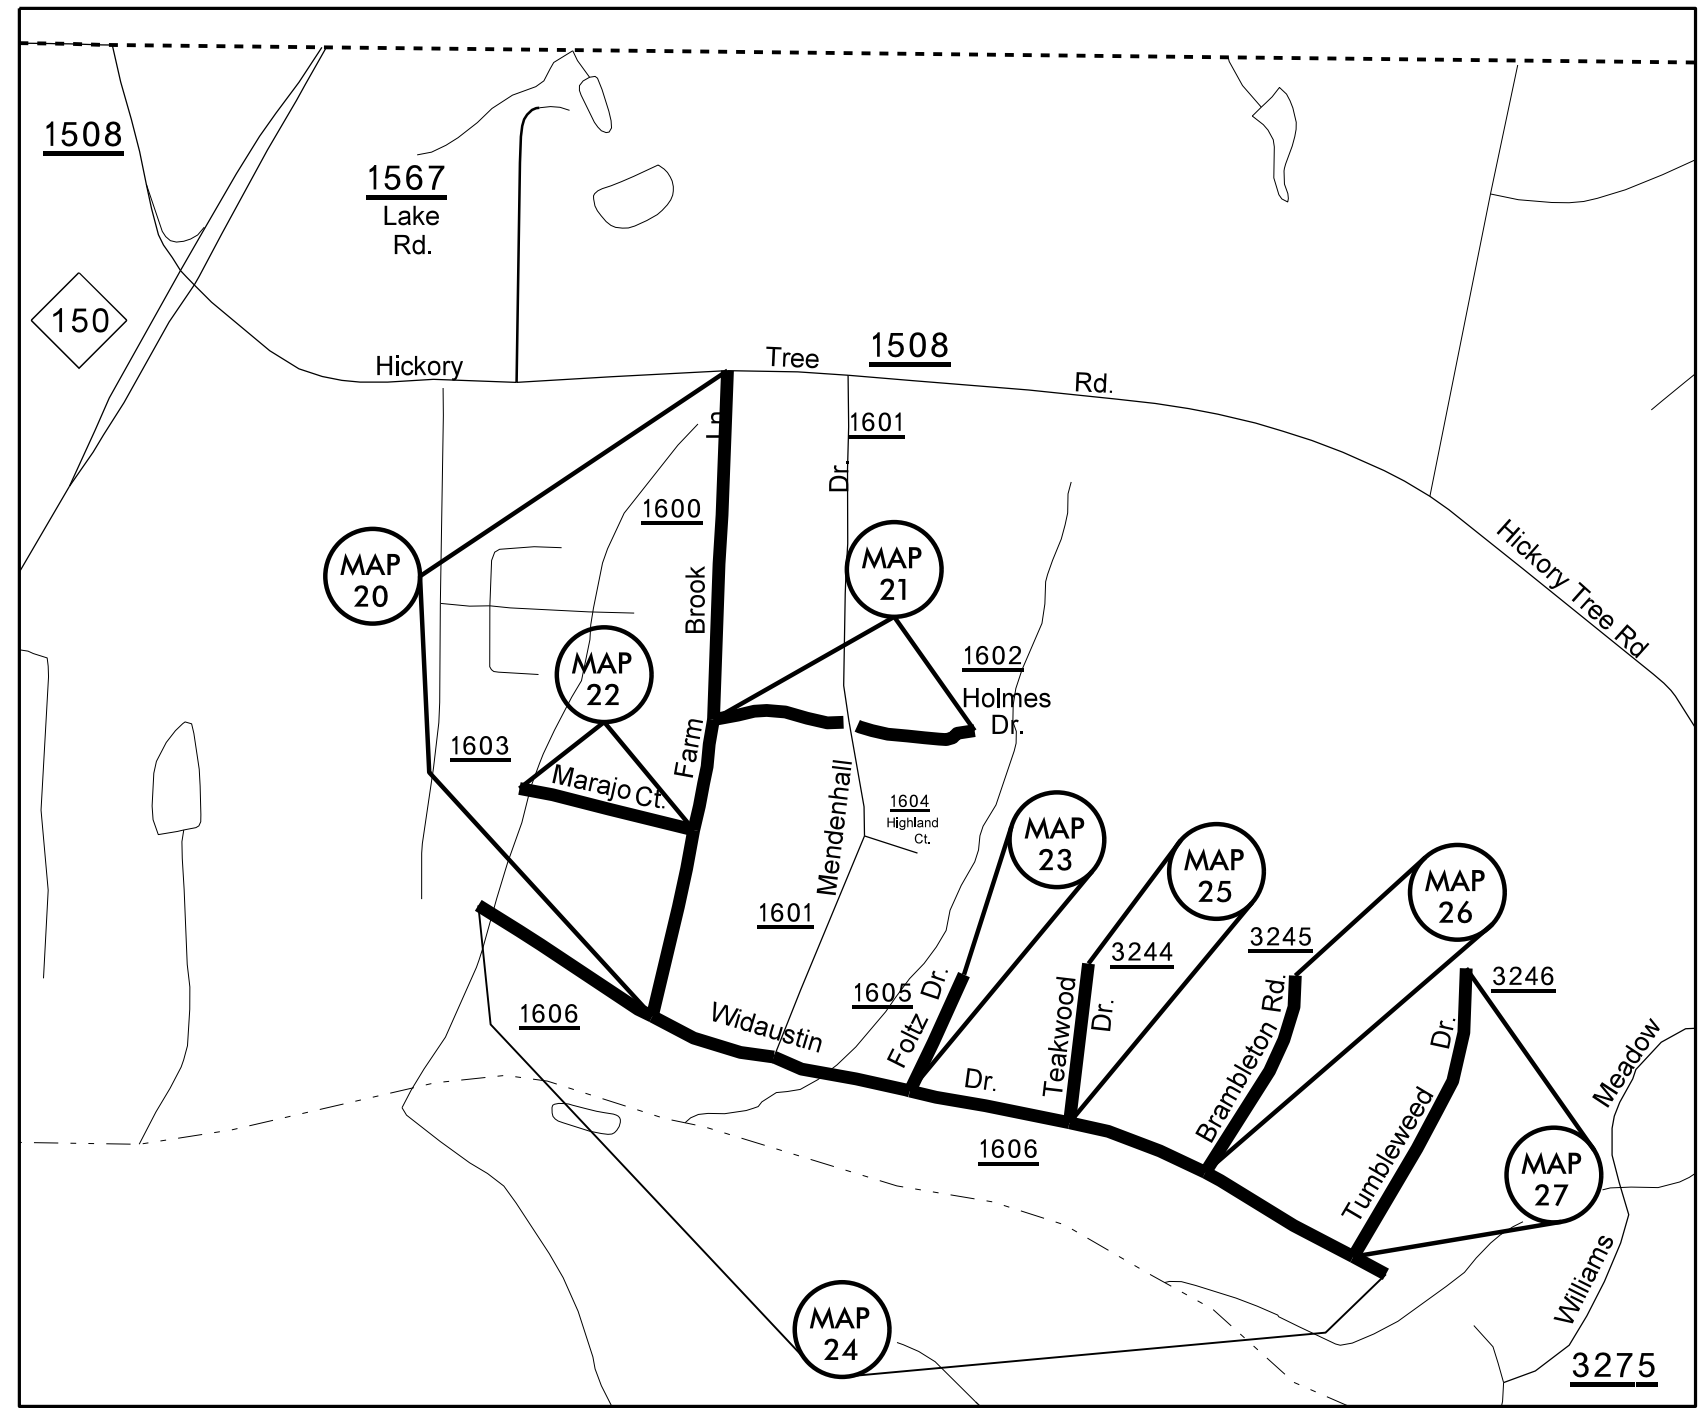 1508
1567
Lake
Rd.
150
Hickory
Tree
1508
Rd.
Ln
1601
Dr.
1600
Hickory Tree Rd
MAP
20
MAP
21
Brook
MAP
22
1602
Holmes
Dr.
1603
Farm
Marajo Ct.
Mendenhall
1604
Highland
Ct.
MAP
23
MAP
25
MAP
26
1601
3245
3244
3246
1605
Foltz Dr.
Teakwood
Dr.
Brambleton Rd.
Tumbleweed Dr.
1606
Widaustin
Dr.
Meadow
1606
MAP
27
Williams
MAP
24
3275